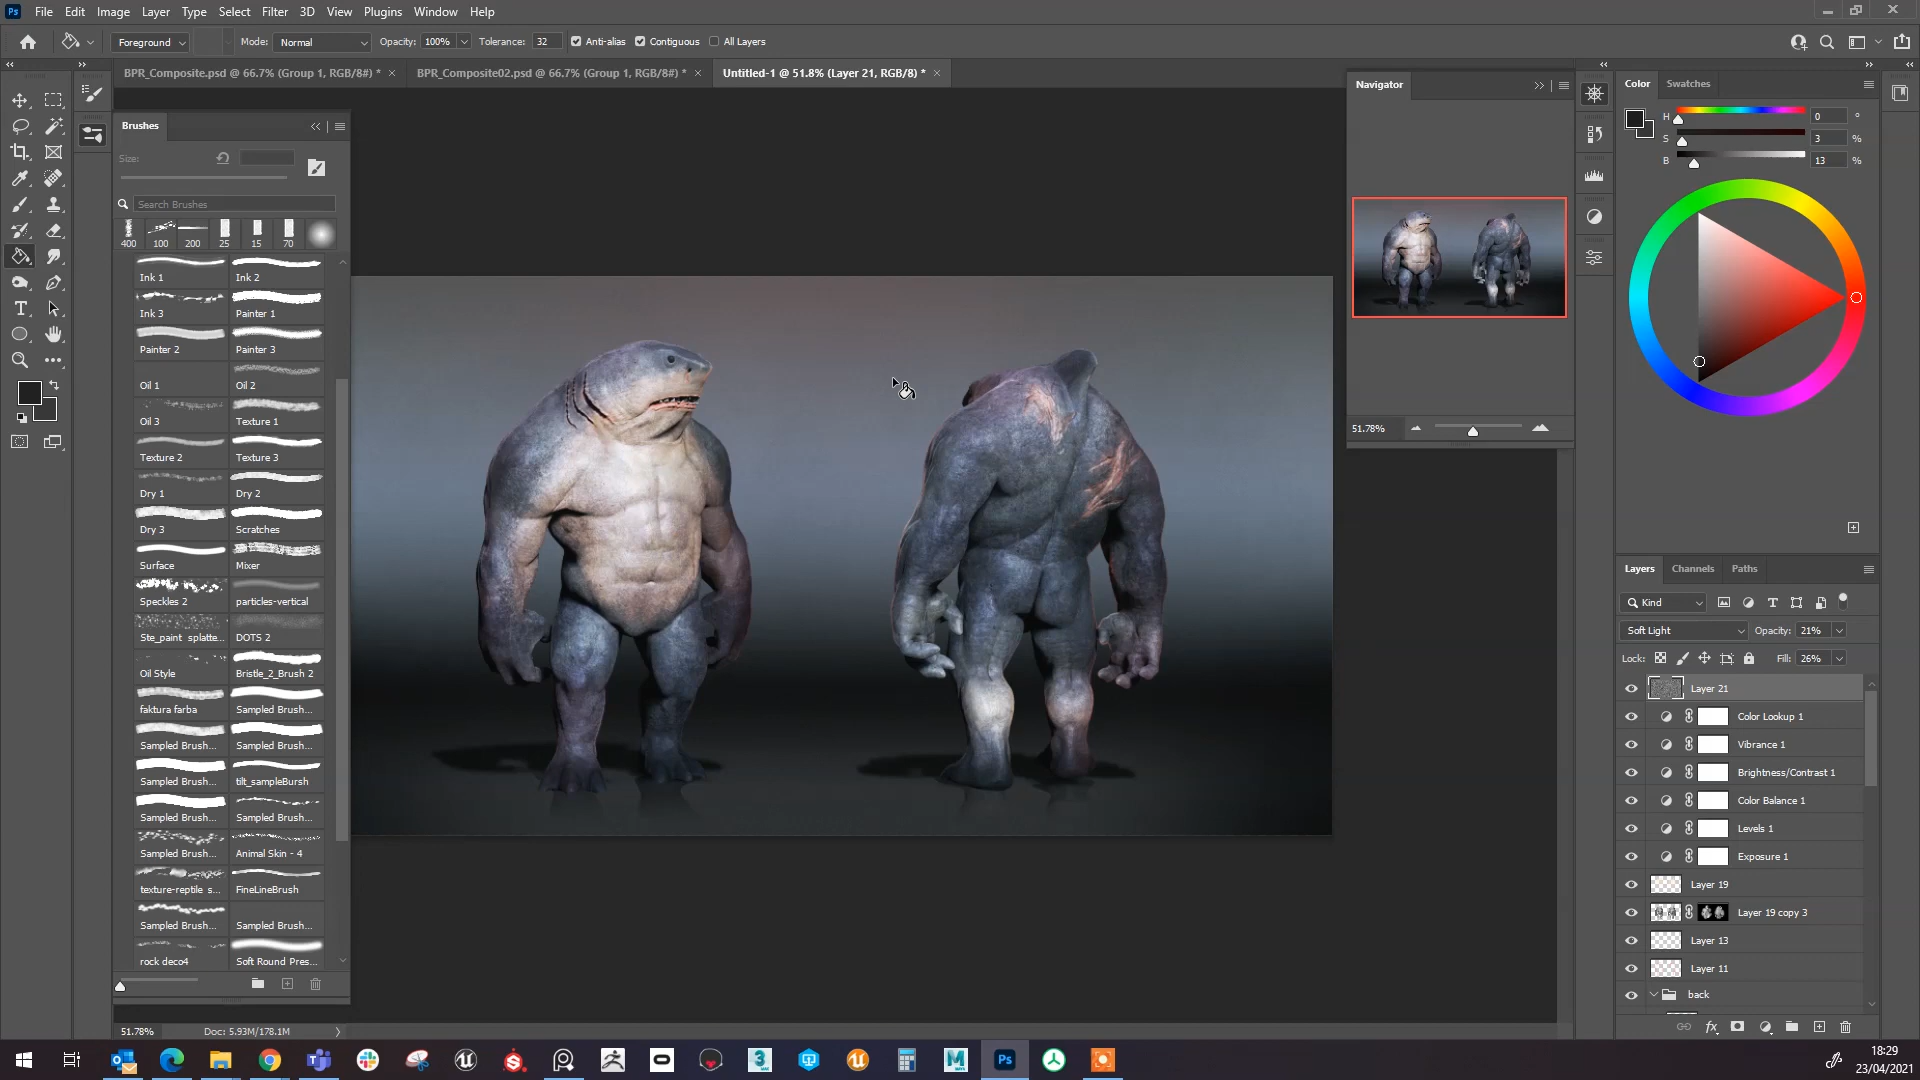 Ps File Edit Image Layer Type Select Filter 3D View Plugins Window Help
Foreground Mode: Normal Opacity: 100% Tolerance: 32 Anti-alias Contiguous All Layers
BPR_Composite.psd @ 66.7% (Group 1, RGB/8#) * BPR_Composite02.psd @ 66.7% (Group 1, RGB/8#) * Untitled-1 @ 51.8% (Layer 21, RGB/8) *
Brushes
Size:
Search Brushes
400 100 200 25 15 70
Ink 1 Ink 2
Ink 3 Painter 1
Painter 2 Painter 3
Oil 1 Oil 2
Oil 3 Texture 1
Texture 2 Texture 3
Dry 1 Dry 2
Dry 3 Scratches
Surface Mixer
Speckles 2 particles-vertical
Ste_paint splatte... DOTS 2
Oil Style Bristle_2_Brush 2
faktura farba Sampled Brush...
Sampled Brush... Sampled Brush...
Sampled Brush... tilt_sampleBursh
Sampled Brush... Sampled Brush...
Sampled Brush... Animal Skin - 4
texture-reptile s... FineLineBrush
Sampled Brush... Sampled Brush...
rock deco4 Soft Round Pres...
51.78% Doc: 5.93M/178.1M
Navigator
51.78%
Color Swatches
H 0 °
S 3 %
B 13 %
Layers Channels Paths
Kind
Soft Light Opacity: 21%
Lock: Fill: 26%
Layer 21
Color Lookup 1
Vibrance 1
Brightness/Contrast 1
Color Balance 1
Levels 1
Exposure 1
Layer 19
Layer 19 copy 3
Layer 13
Layer 11
back
fx
Ps
18:29
23/04/2021